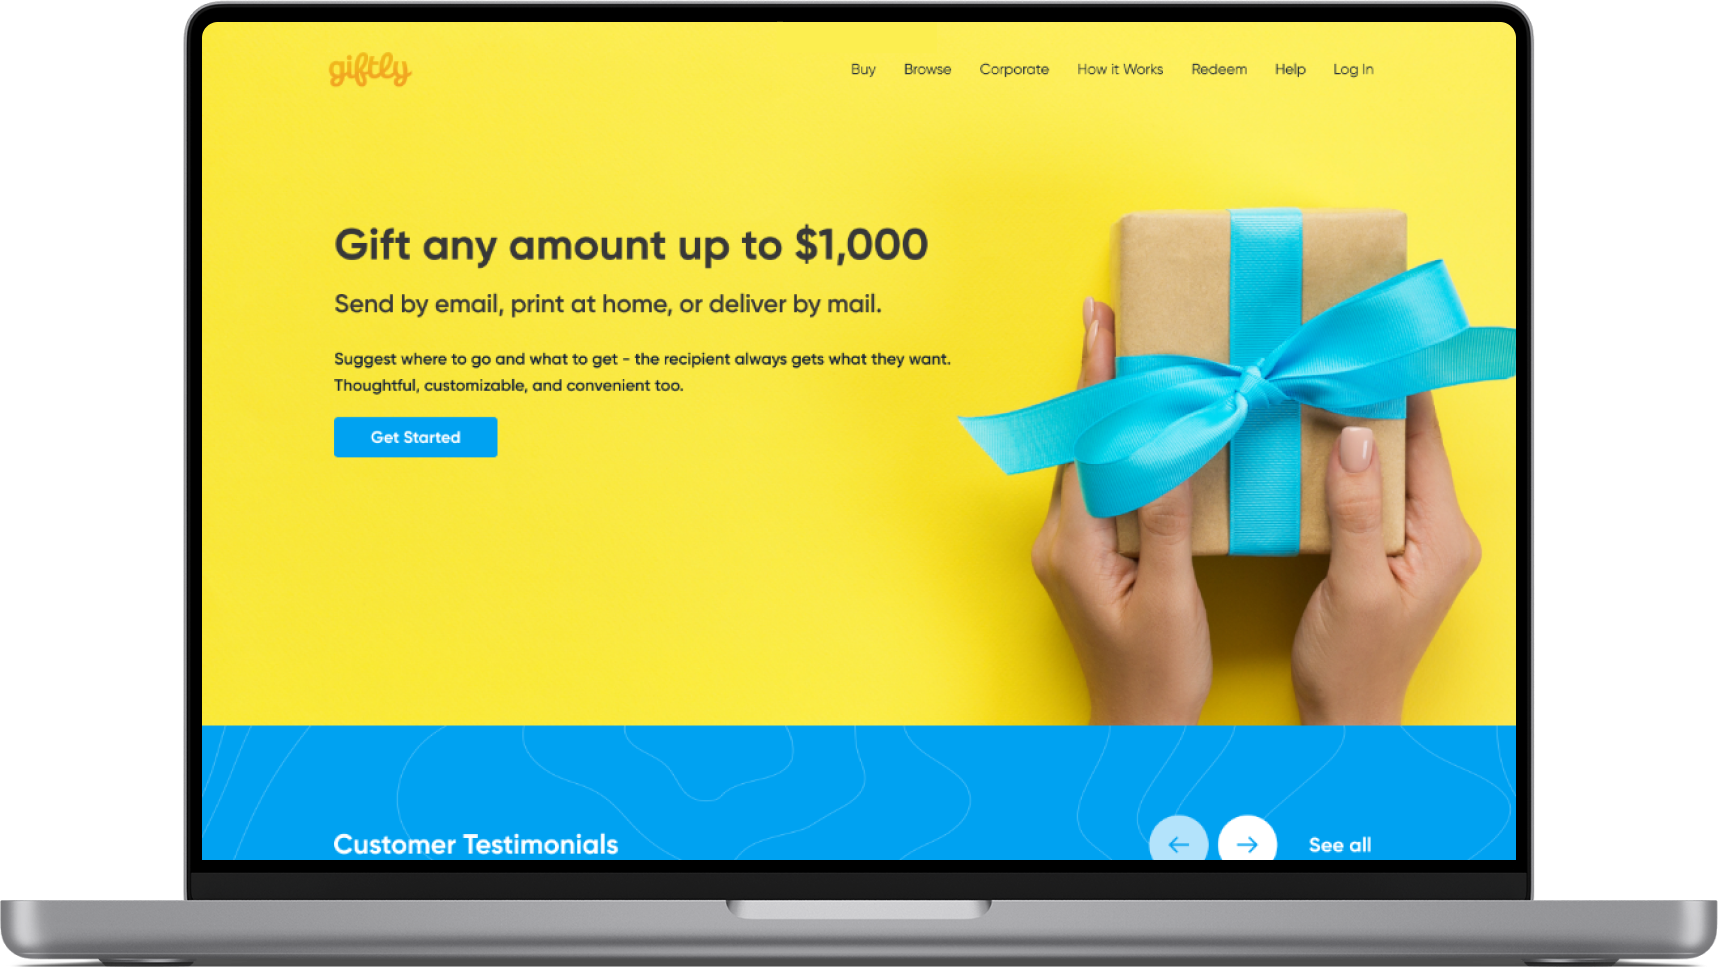 giftly
Buy Browse Corporate How it Works Redeem Help Log In
Gift any amount up to $1,000
Send by email, print at home, or deliver by mail.
Suggest where to go and what to get - the recipient always gets what they want.
Thoughtful, customizable, and convenient too.
Get Started
Customer Testimonials
See all